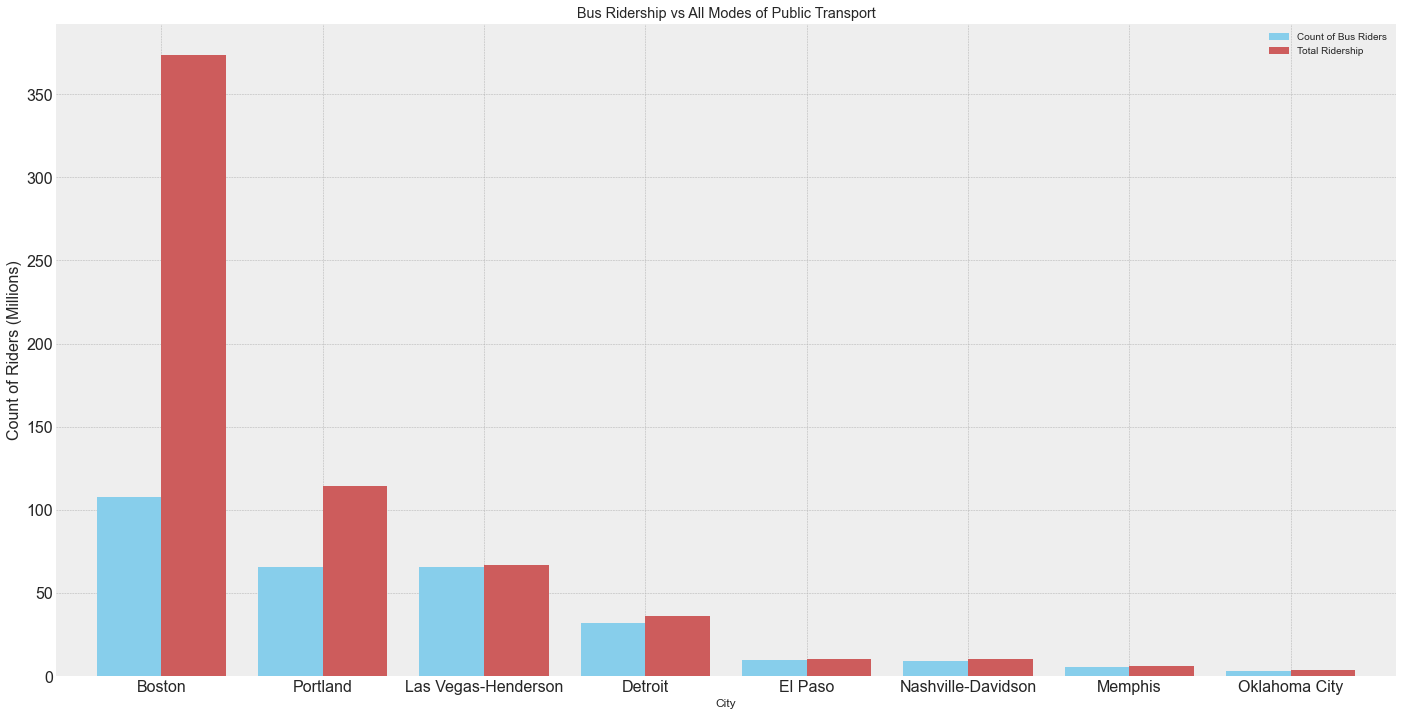 Bus Ridership vs All Modes of Public Transport
Count of Bus Riders
Total Ridership
Count of Riders (Millions)
350
300
250
200
150
100
50
0
Boston
Portland
Las Vegas-Henderson
Detroit
El Paso
Nashville-Davidson
Memphis
Oklahoma City
City